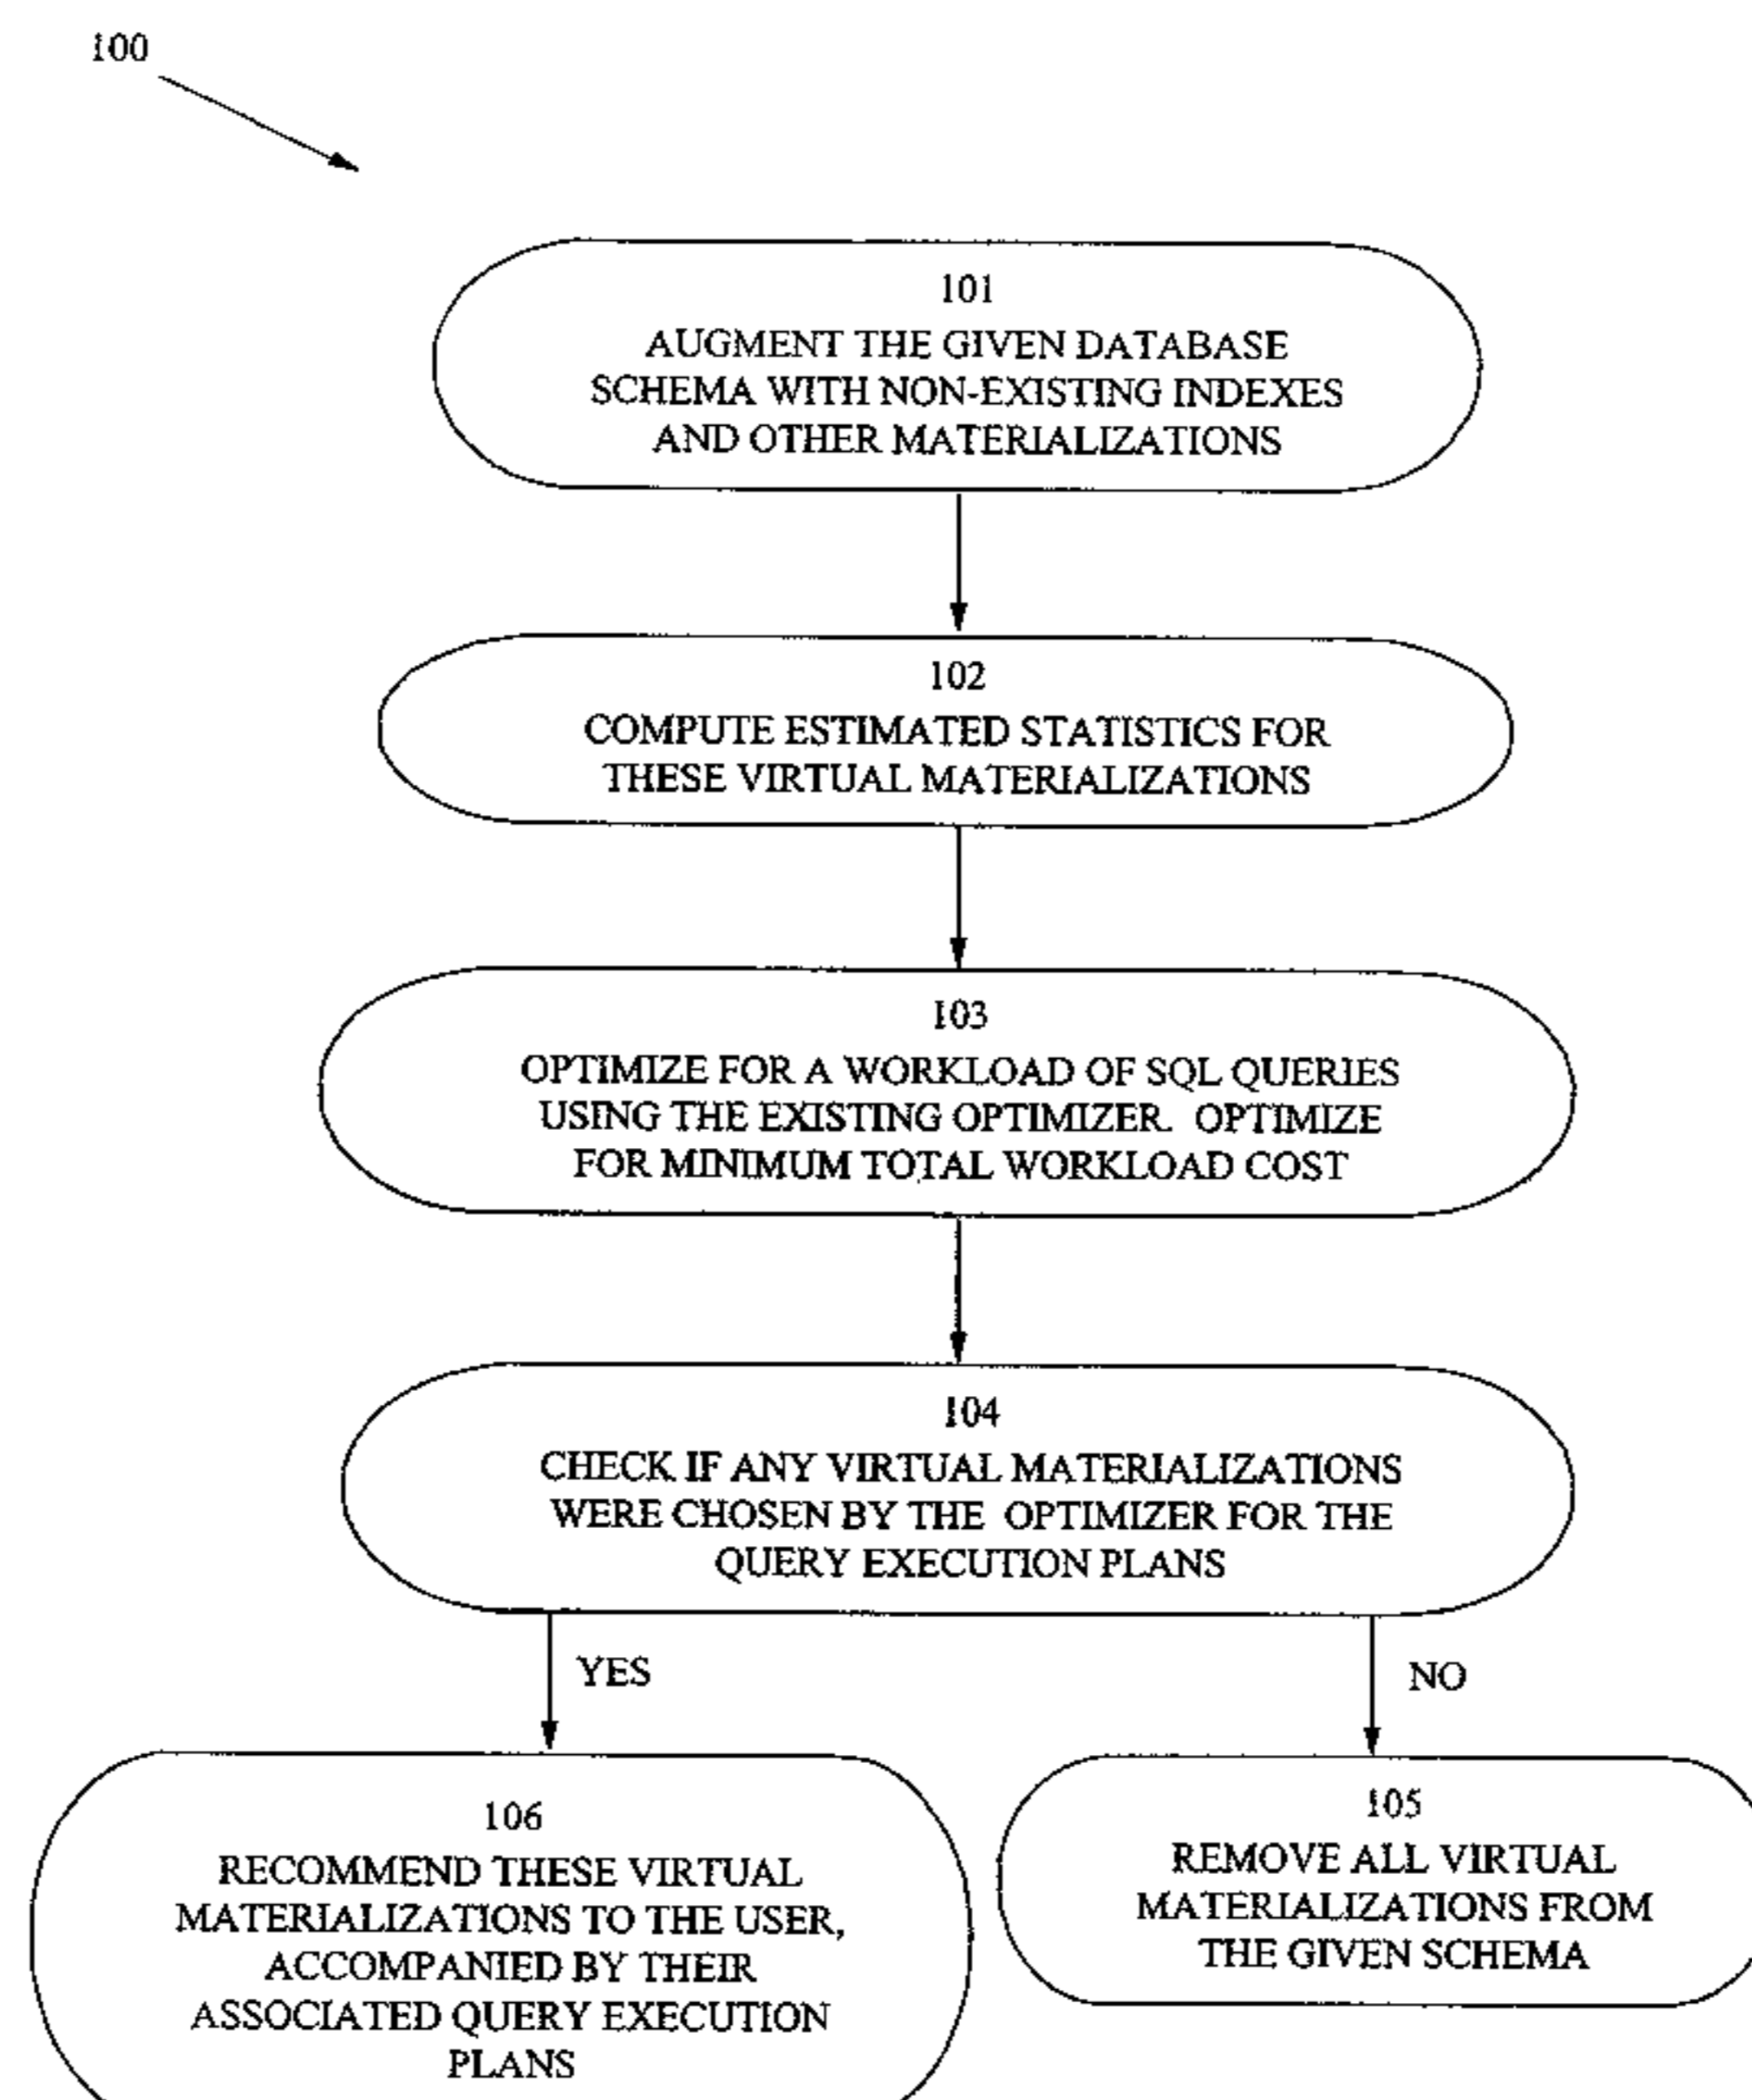 100
101
AUGMENT THE GIVEN DATABASE
SCHEMA WITH NON-EXISTING INDEXES
AND OTHER MATERIALIZATIONS
102
COMPUTE ESTIMATED STATISTICS FOR
THESE VIRTUAL MATERIALIZATIONS
103
OPTIMIZE FOR A WORKLOAD OF SQL QUERIES
USING THE EXISTING OPTIMIZER. OPTIMIZE
FOR MINIMUM TOTAL WORKLOAD COST
104
CHECK IF ANY VIRTUAL MATERIALIZATIONS
WERE CHOSEN BY THE OPTIMIZER FOR THE
QUERY EXECUTION PLANS
YES
NO
106
RECOMMEND THESE VIRTUAL
MATERIALIZATIONS TO THE USER,
ACCOMPANIED BY THEIR
ASSOCIATED QUERY EXECUTION
PLANS
105
REMOVE ALL VIRTUAL
MATERIALIZATIONS FROM
THE GIVEN SCHEMA